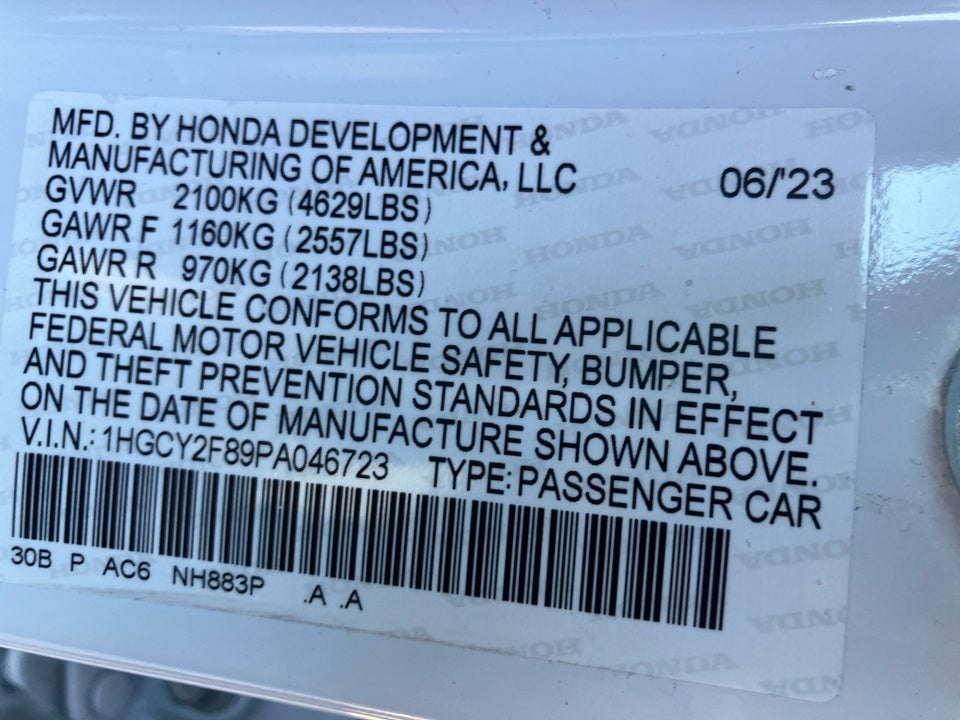 MFD. BY HONDA DEVELOPMENT &
MANUFACTURING OF AMERICA, LLC
06/'23
GVWR 2100KG (4629LBS)
GAWR F 1160KG (2557LBS)
GAWR R 970KG (2138LBS)
THIS VEHICLE CONFORMS TO ALL APPLICABLE
FEDERAL MOTOR VEHICLE SAFETY, BUMPER,
AND THEFT PREVENTION STANDARDS IN EFFECT
ON THE DATE OF MANUFACTURE SHOWN ABOVE.
V.I.N.: 1HGCY2F89PA046723 TYPE: PASSENGER CAR
30B P AC6 NH883P .A .A